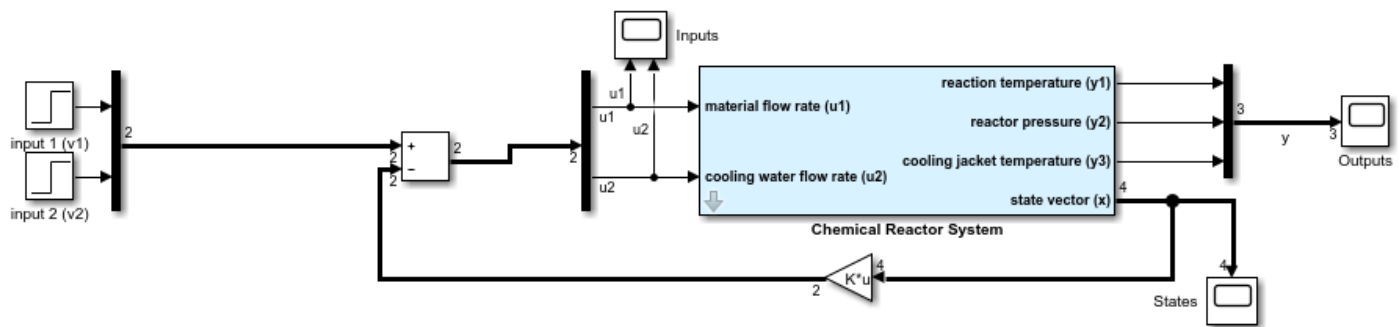 input 1 (v1)
input 2 (v2)
2
+
2
−
2
2
2
Inputs
u1
u1
u2
u2
material flow rate (u1)
cooling water flow rate (u2)
reaction temperature (y1)
reactor pressure (y2)
cooling jacket temperature (y3)
state vector (x)
Chemical Reactor System
3
y
3
Outputs
4
4
States
4
K*u
2